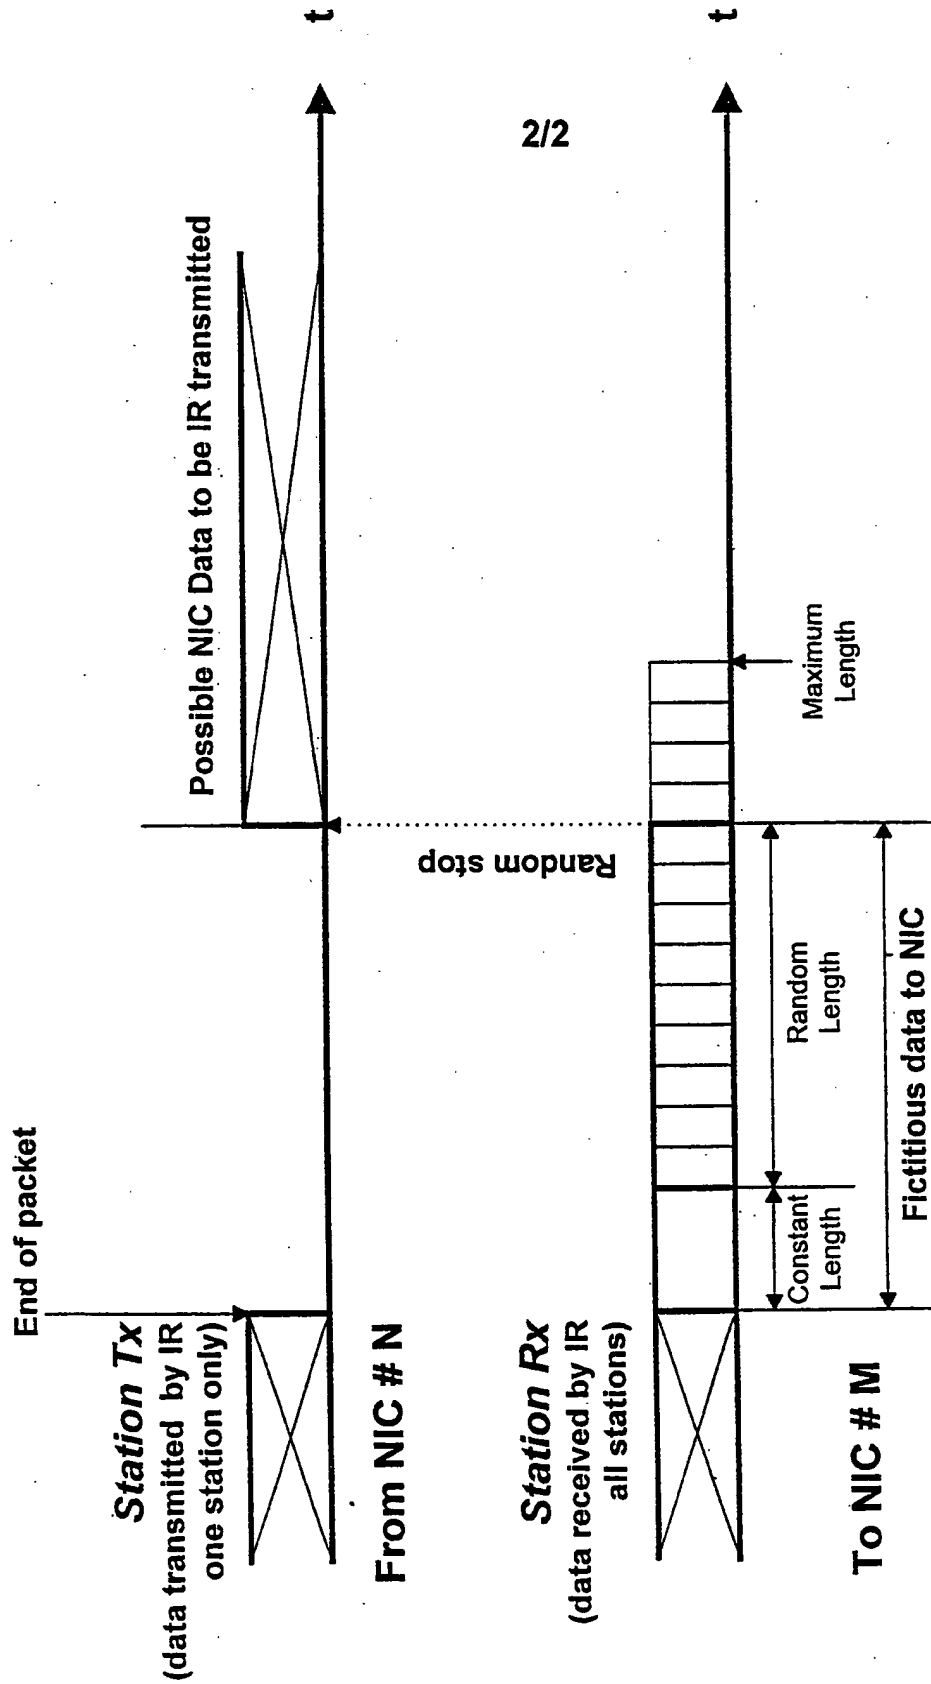 2/2
End of packet
Station Tx
(data transmitted by IR
one station only)
From NIC # N
Possible NIC Data to be IR transmitted
t
Random stop
Station Rx
(data received by IR
all stations)
To NIC # M
t
Constant
Length
Random
Length
Maximum
Length
Fictitious data to NIC